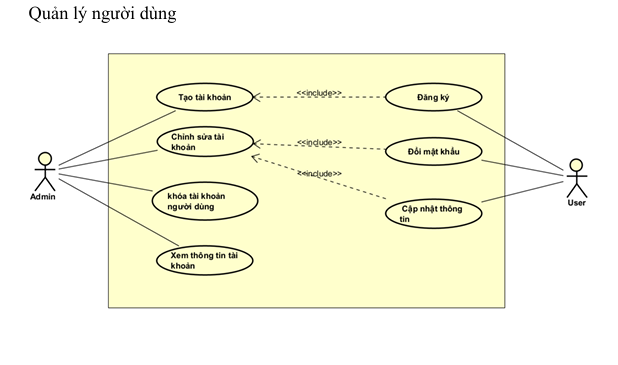 Quản lý người dùng
Tạo tài khoản
<<include>>
Đăng ký
Chỉnh sửa tài
khoản
<<include>>
Đổi mật khẩu
<<include>>
Admin
khóa tài khoản
người dùng
Cập nhật thông
tin
User
Xem thông tin tài
khoản